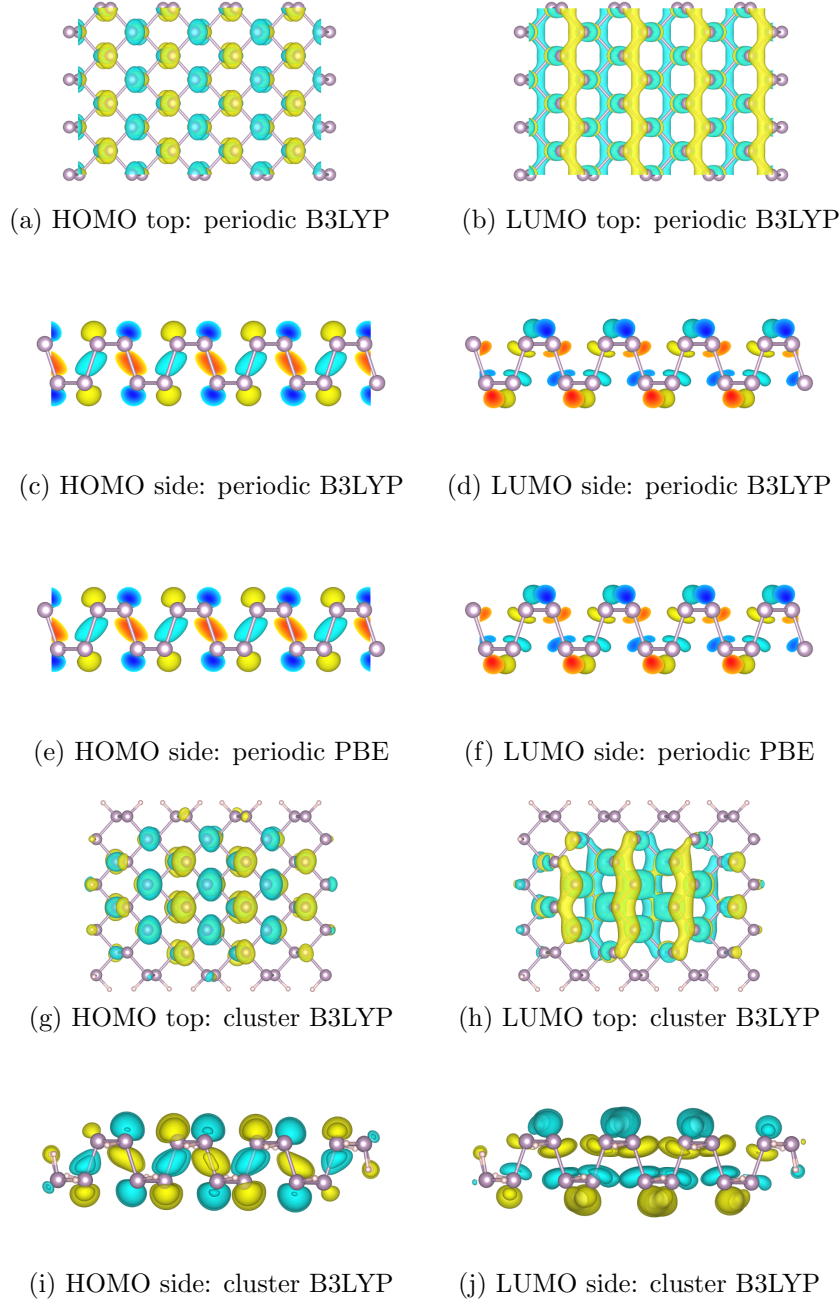 (a) HOMO top: periodic B3LYP
(b) LUMO top: periodic B3LYP
(c) HOMO side: periodic B3LYP
(d) LUMO side: periodic B3LYP
(e) HOMO side: periodic PBE
(f) LUMO side: periodic PBE
(g) HOMO top: cluster B3LYP
(h) LUMO top: cluster B3LYP
(i) HOMO side: cluster B3LYP
(j) LUMO side: cluster B3LYP